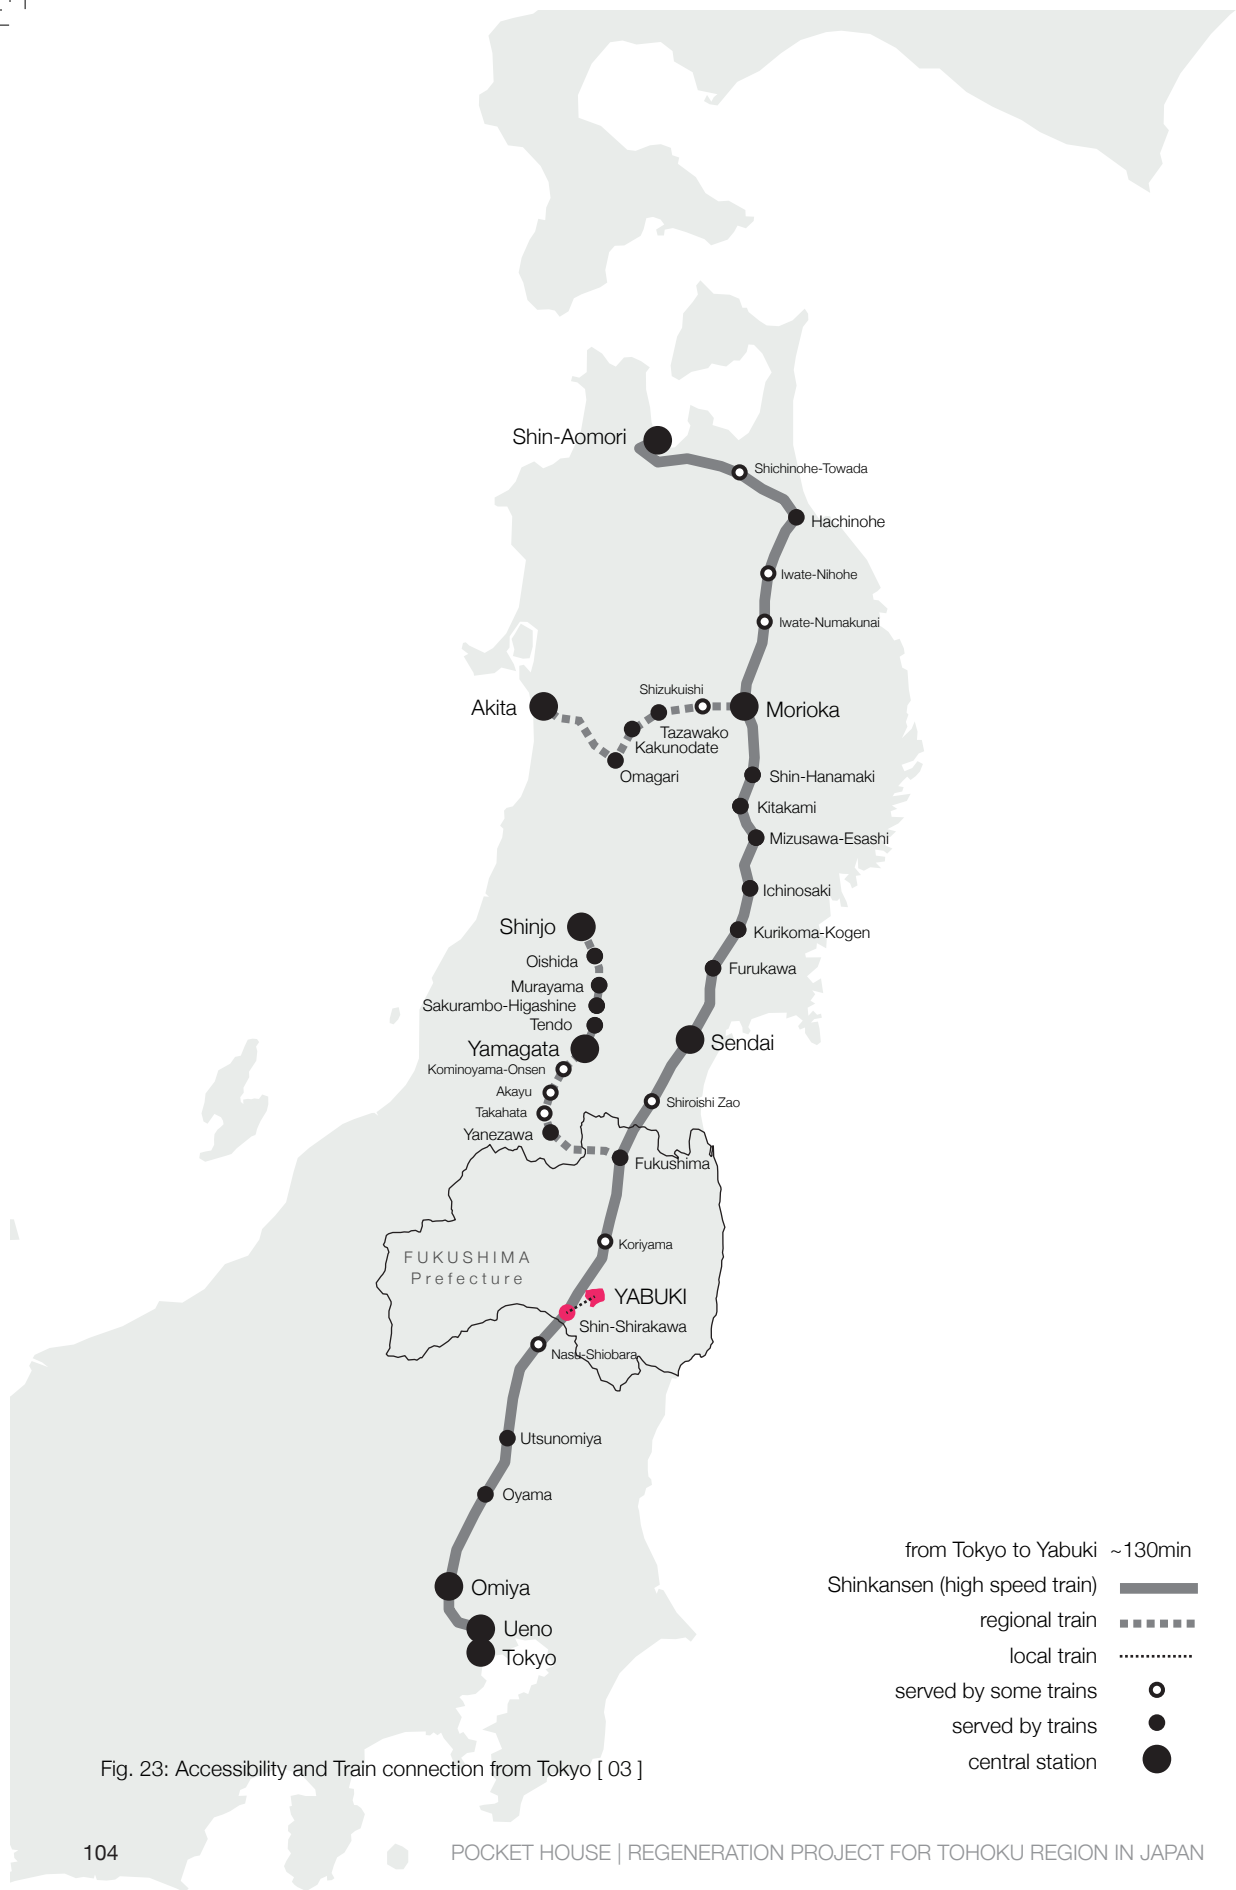 Shin-Aomori
Shichinohe-Towada
Hachinohe
Iwate-Nihohe
Iwate-Numakunai
Shizukuishi
Akita
Morioka
Tazawako
Kakunodate
Omagari
Shin-Hanamaki
Kitakami
Mizusawa-Esashi
Ichinosaki
Kurikoma-Kogen
Shinjo
Oishida
Furukawa
Murayama
Sakurambo-Higashine
Tendo
Yamagata
Sendai
Kominoyama-Onsen
Akayu
Shiroishi Zao
Takahata
Yanezawa
Fukushima
Koriyama
FUKUSHIMA
Prefecture
YABUKI
Shin-Shirakawa
Nasu-Shiobara
Utsunomiya
Oyama
Omiya
Ueno
Tokyo
from Tokyo to Yabuki ~130min
Shinkansen (high speed train)
regional train
local train
served by some trains
served by trains
central station
Fig. 23: Accessibility and Train connection from Tokyo [ 03 ]
104
POCKET HOUSE | REGENERATION PROJECT FOR TOHOKU REGION IN JAPAN